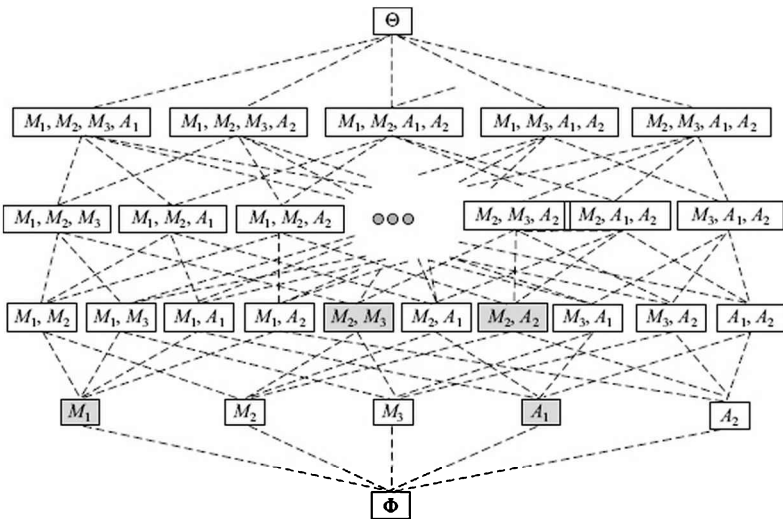 Θ
M₁, M₂, M₃, A₁ M₁, M₂, M₃, A₂ M₁, M₂, A₁, A₂ M₁, M₃, A₁, A₂ M₂, M₃, A₁, A₂
M₁, M₂, M₃ M₁, M₂, A₁ M₁, M₂, A₂ M₂, M₃, A₂ M₂, A₁, A₂ M₃, A₁, A₂
M₁, M₂ M₁, M₃ M₁, A₁ M₁, A₂ M₂, M₃ M₂, A₁ M₂, A₂ M₃, A₁ M₃, A₂ A₁, A₂
M₁ M₂ M₃ A₁ A₂
Φ